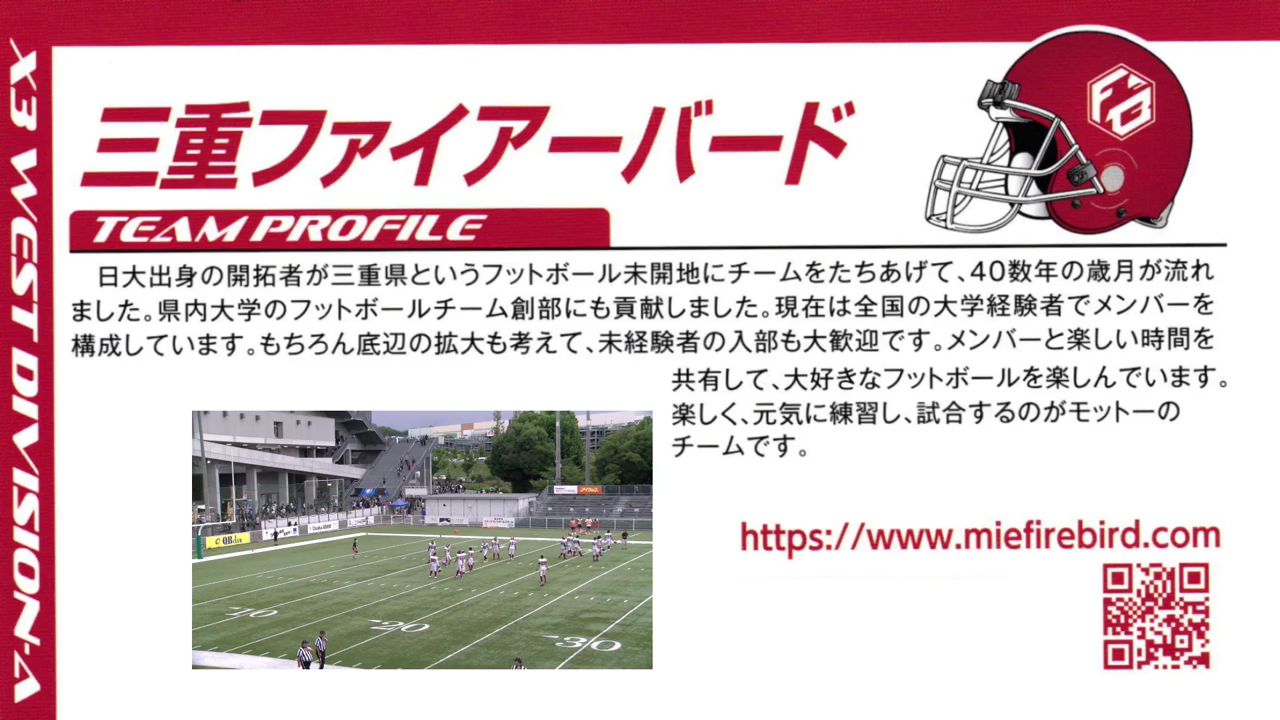 X3 WEST DIVISION-A
三重ファイアーバード
FB
TEAM PROFILE
日大出身の開拓者が三重県というフットボール未開地にチームをたちあげて、40数年の歳月が流れ
ました。県内大学のフットボールチーム創部にも貢献しました。現在は全国の大学経験者でメンバーを
構成しています。もちろん底辺の拡大も考えて、未経験者の入部も大歓迎です。メンバーと楽しい時間を
共有して、大好きなフットボールを楽しんでいます。
楽しく、元気に練習し、試合するのがモットーの
チームです。
QB club
10
20
30
https://www.miefirebird.com